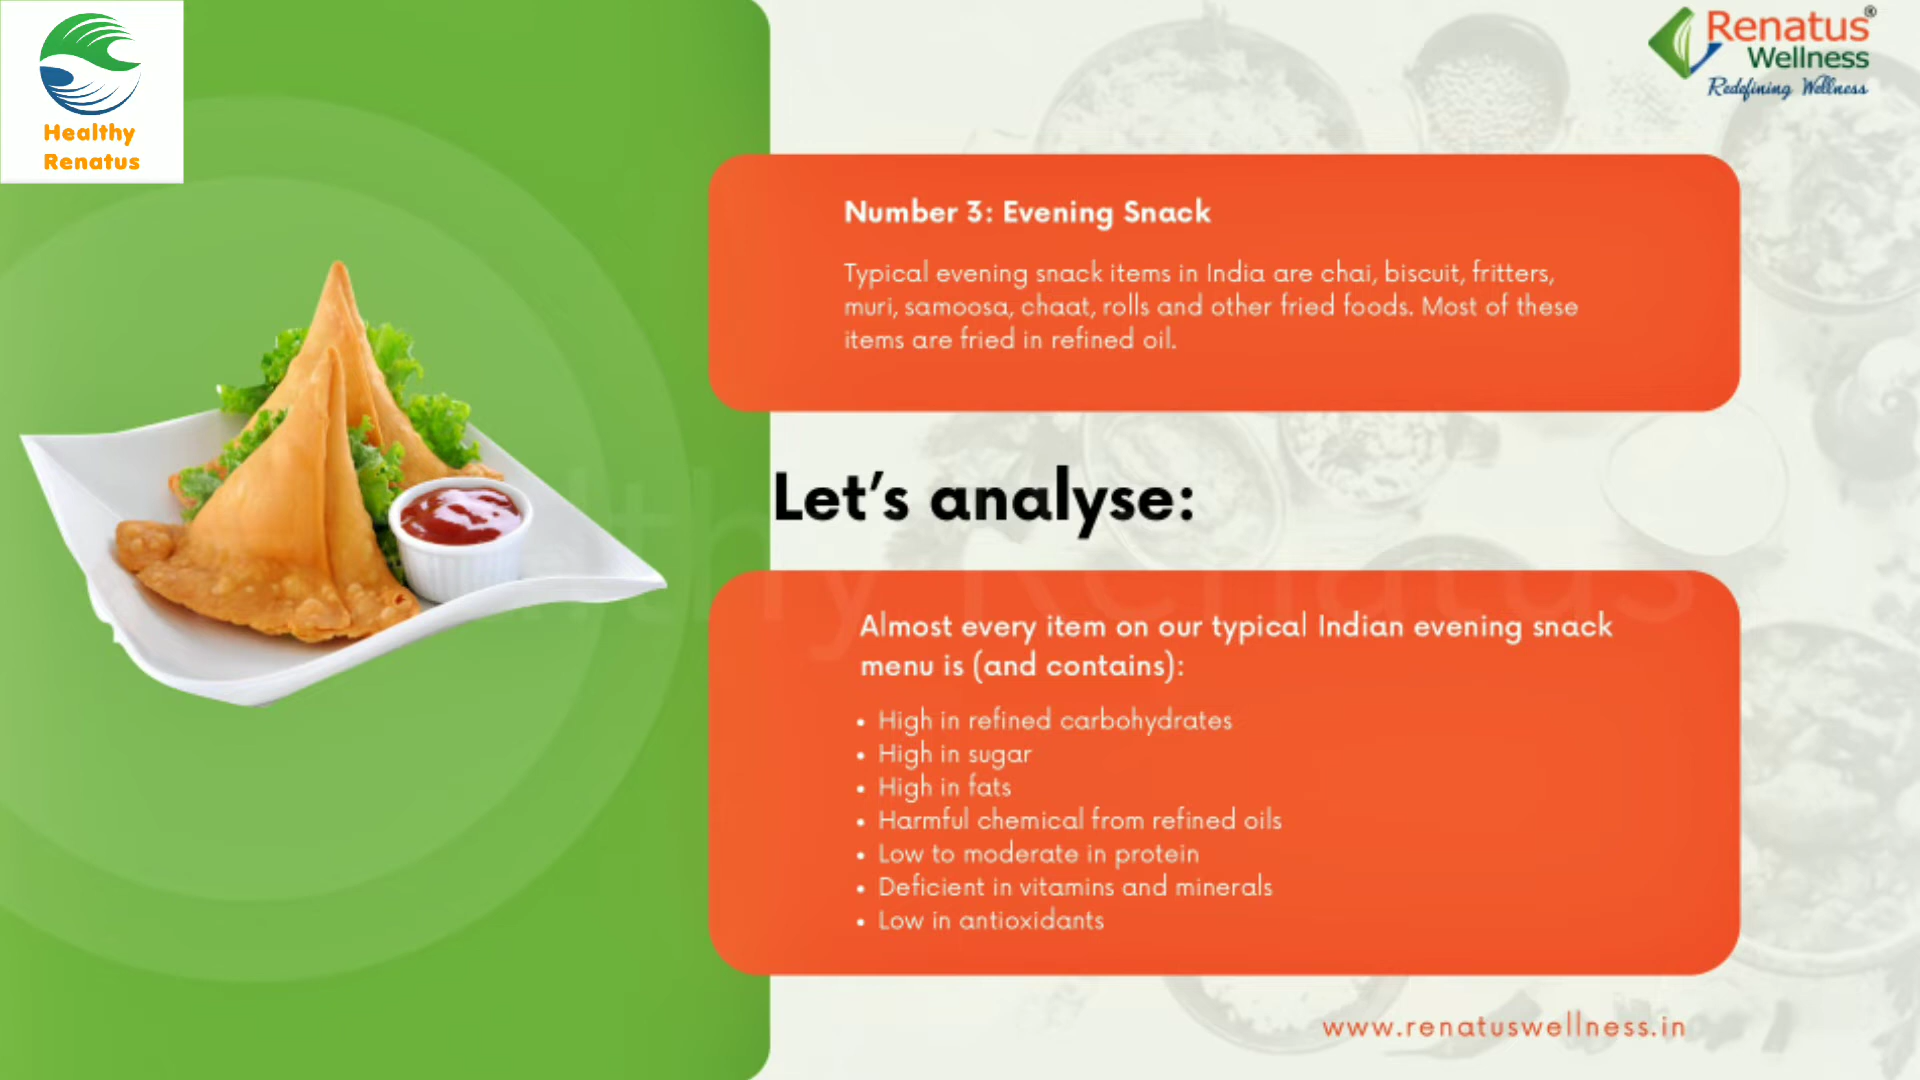 Healthy
Renatus
Renatus®
Wellness
Redefining Wellness
Number 3: Evening Snack
Typical evening snack items in India are chai, biscuit, fritters,
muri, samoosa, chaat, rolls and other fried foods. Most of these
items are fried in refined oil.
Let's analyse:
Healthy Renatus
Almost every item on our typical Indian evening snack
menu is (and contains):
• High in refined carbohydrates
• High in sugar
• High in fats
• Harmful chemical from refined oils
• Low to moderate in protein
• Deficient in vitamins and minerals
• Low in antioxidants
www.renatuswellness.in